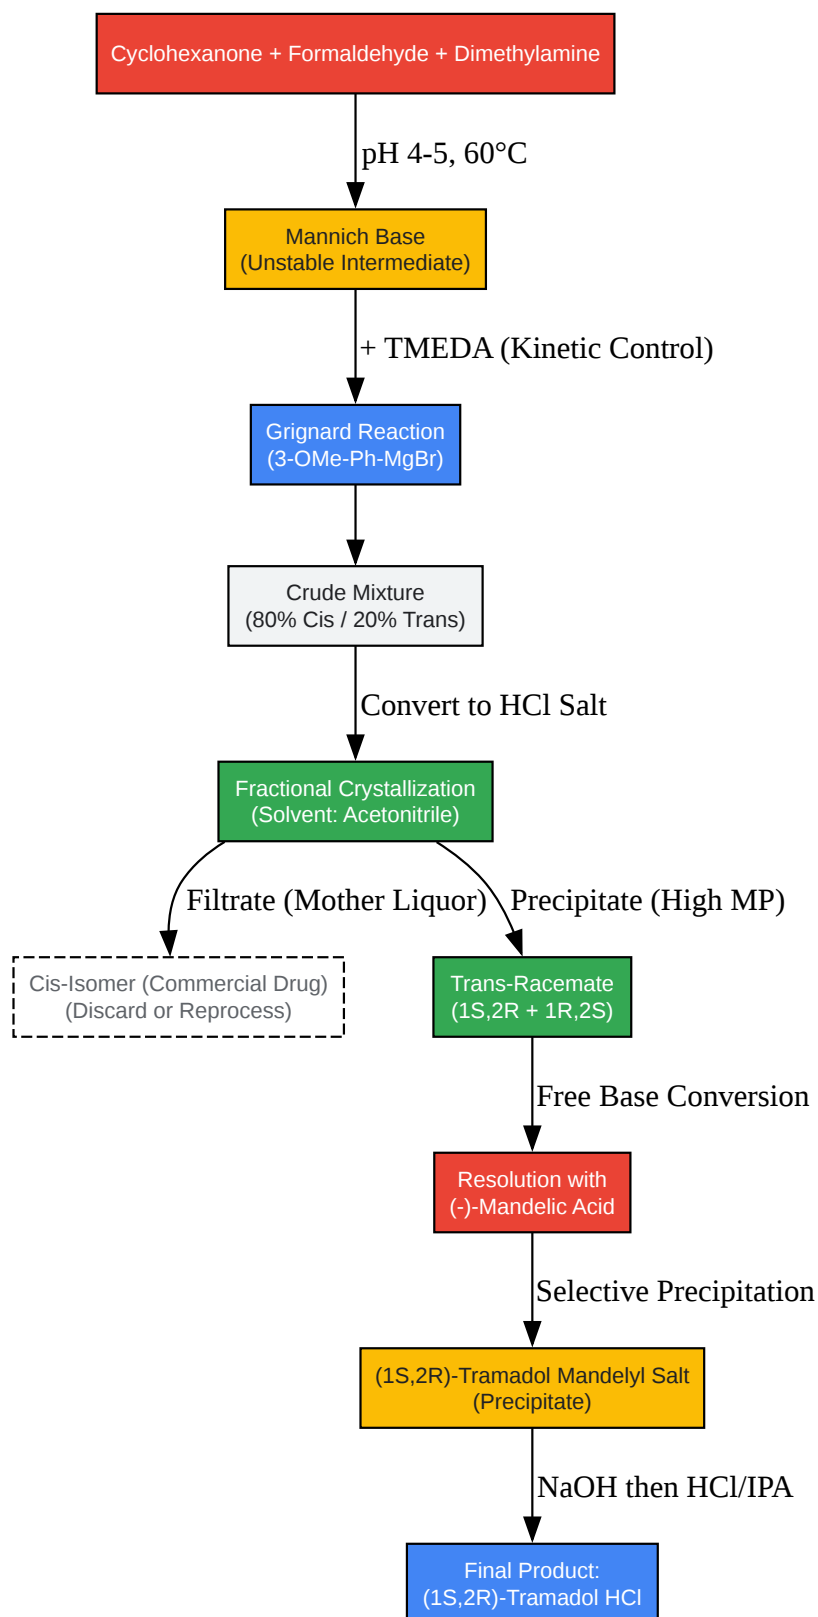 Cyclohexanone + Formaldehyde + Dimethylamine
pH 4-5, 60°C
Mannich Base
(Unstable Intermediate)
+ TMEDA (Kinetic Control)
Grignard Reaction
(3-OMe-Ph-MgBr)
Crude Mixture
(80% Cis / 20% Trans)
Convert to HCl Salt
Fractional Crystallization
(Solvent: Acetonitrile)
Filtrate (Mother Liquor)
Precipitate (High MP)
Cis-Isomer (Commercial Drug)
(Discard or Reprocess)
Trans-Racemate
(1S,2R + 1R,2S)
Free Base Conversion
Resolution with
(-)-Mandelic Acid
Selective Precipitation
(1S,2R)-Tramadol Mandelyl Salt
(Precipitate)
NaOH then HCl/IPA
Final Product:
(1S,2R)-Tramadol HCl